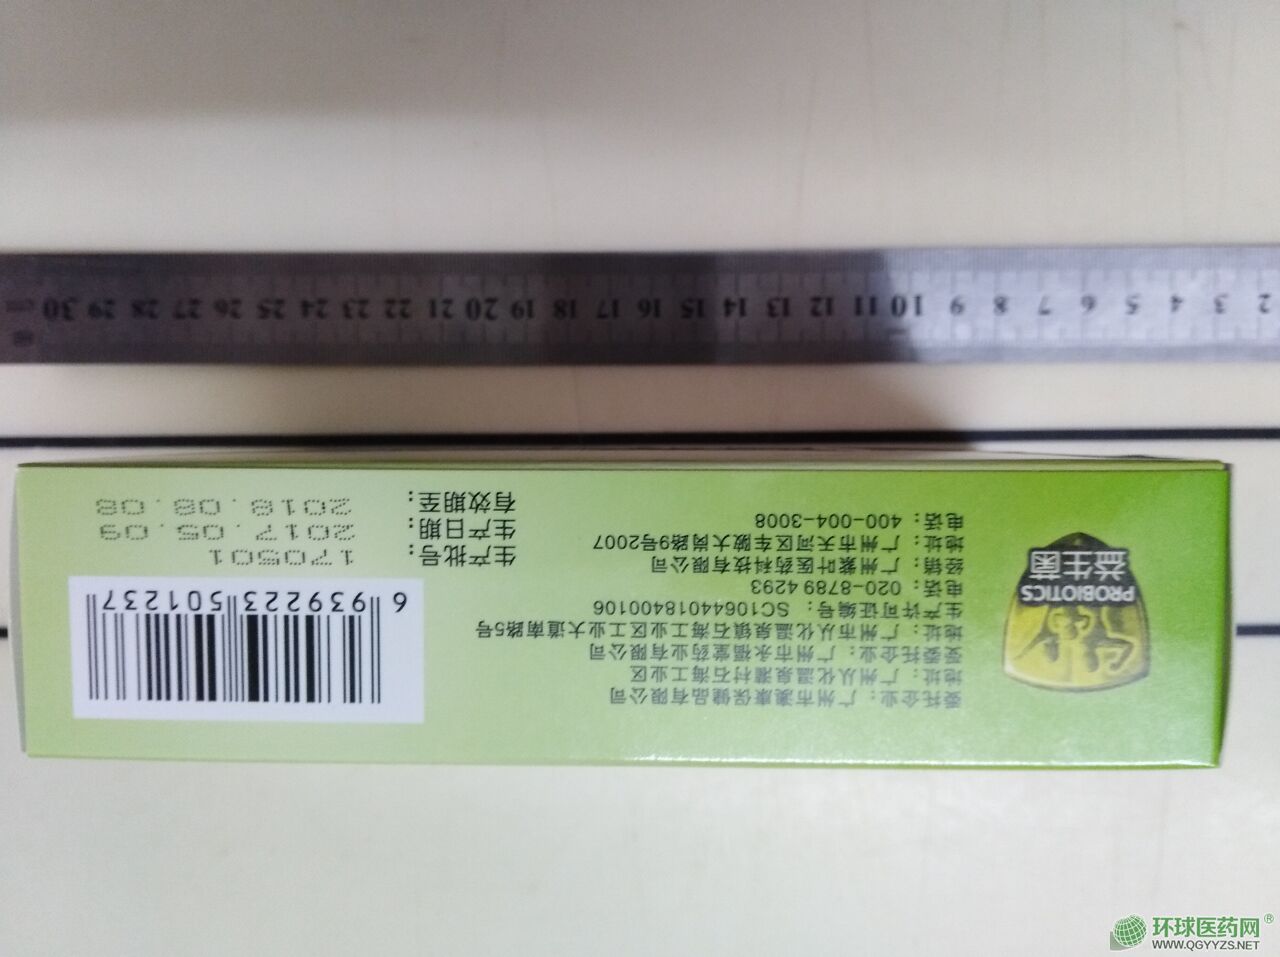 30 29 28 27 26 25 24 23 22 21 20 19 18 17 16 15 14 13 12 11 10 9 8 7 6 5 4 3 2
益生菌
PROBIOTICS
委托企业：广州市澳康保健品有限公司
地址：广州从化温泉灌村石海工业区
受委托企业：广州市永福堂药业有限公司
地址：广州市从化温泉镇石海工业区工业大道南路5号
生产许可证编号：SC10644018400106
电话：020-8789 4293
经销：广州紫叶医药科技有限公司
地址：广州市天河区车陂大岗路9号2007
电话：400-004-3008
生产批号：170501
生产日期：2017.05.09
有效期至：2018.08.08
6 939223 501237
环球医药网®
WWW.QGYYZS.NET